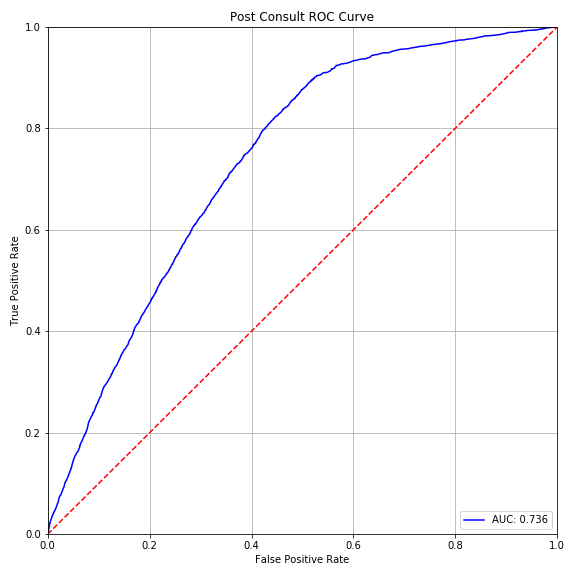 Post Consult ROC Curve
True Positive Rate
1.0
0.8
0.6
0.4
0.2
0.0
0.0 0.2 0.4 0.6 0.8 1.0
False Positive Rate
AUC: 0.736